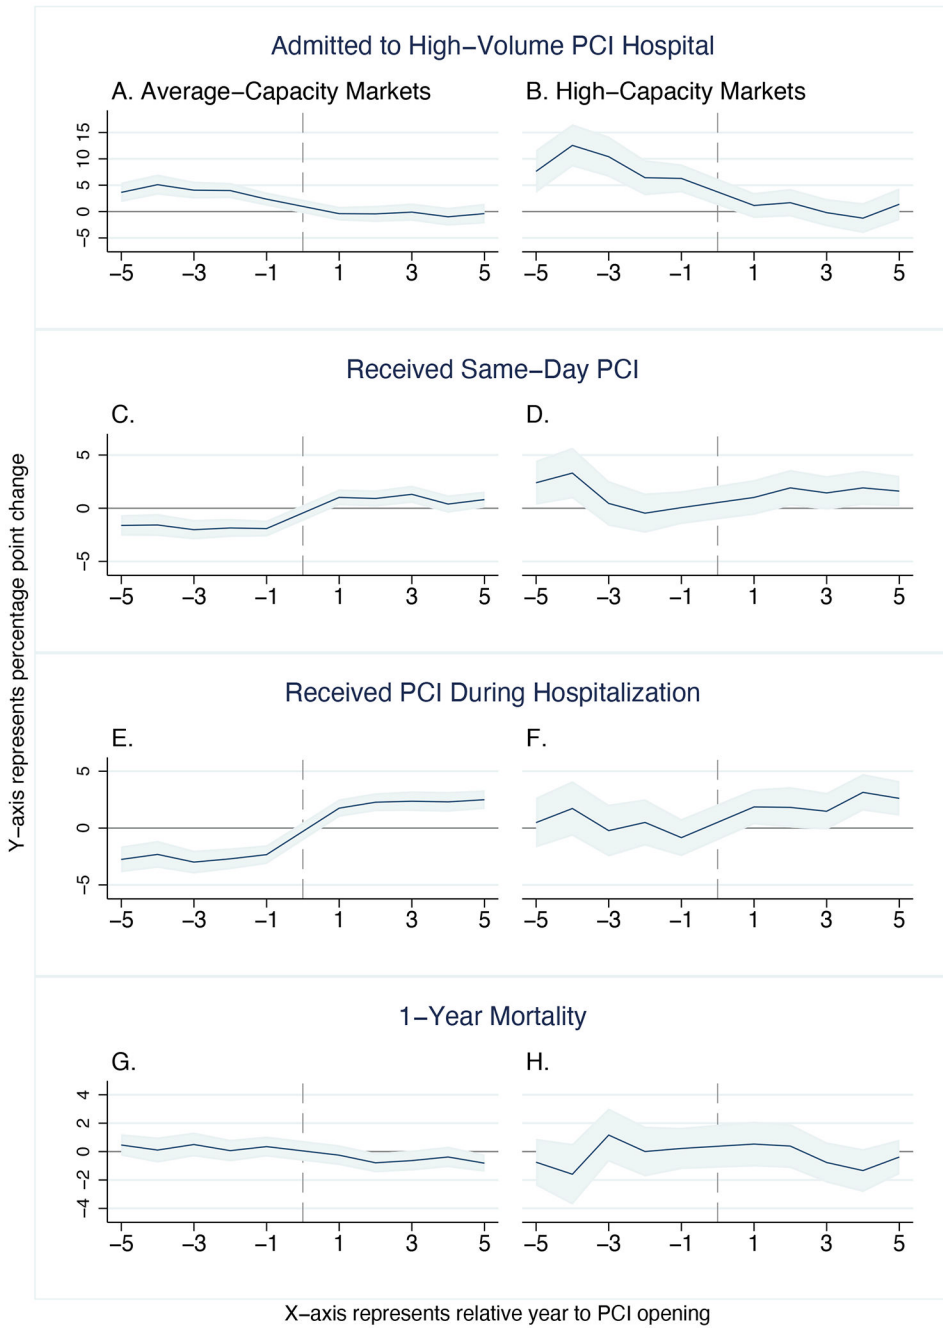 Admitted to High−Volume PCI Hospital
A. Average−Capacity Markets
B. High−Capacity Markets
15
10
5
0
−5
−5 −3 −1 1 3 5
−5 −3 −1 1 3 5
Received Same−Day PCI
C.
D.
5
0
−5
−5 −3 −1 1 3 5
−5 −3 −1 1 3 5
Received PCI During Hospitalization
E.
F.
5
0
−5
−5 −3 −1 1 3 5
−5 −3 −1 1 3 5
1−Year Mortality
G.
H.
4
2
0
−2
−4
−5 −3 −1 1 3 5
−5 −3 −1 1 3 5
Y−axis represents percentage point change
X−axis represents relative year to PCI opening